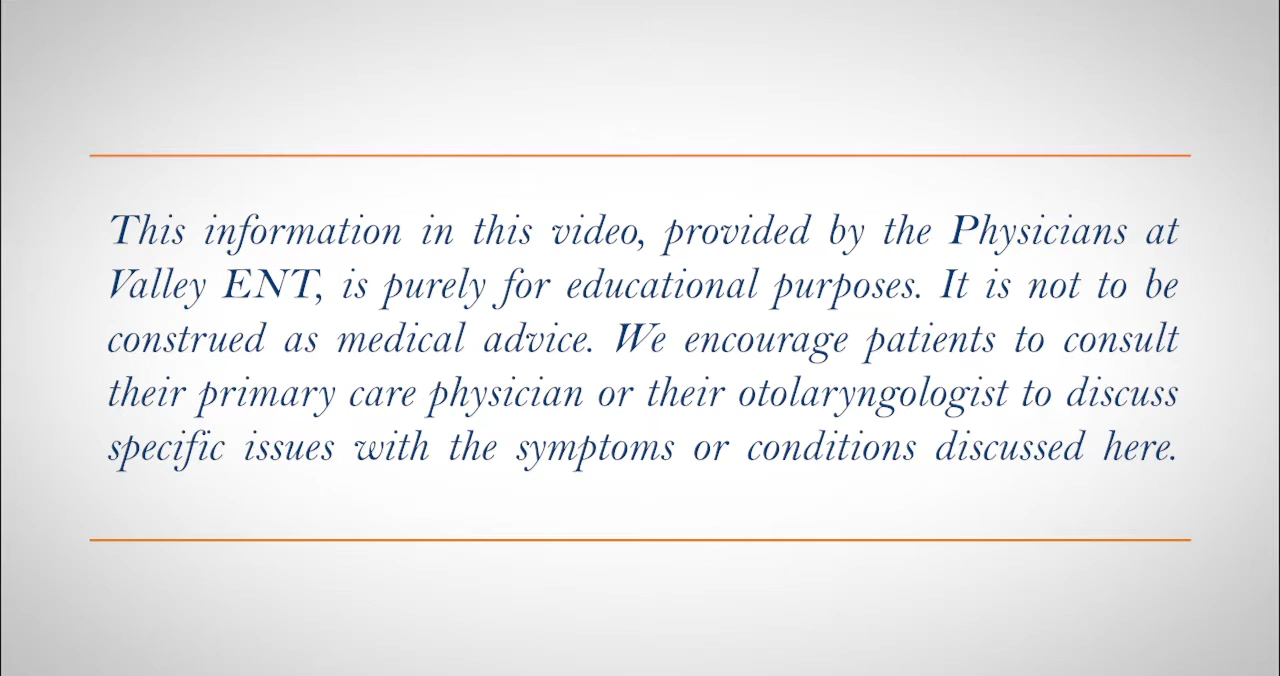 This information in this video, provided by the Physicians at
Valley ENT, is purely for educational purposes. It is not to be
construed as medical advice. We encourage patients to consult
their primary care physician or their otolaryngologist to discuss
specific issues with the symptoms or conditions discussed here.